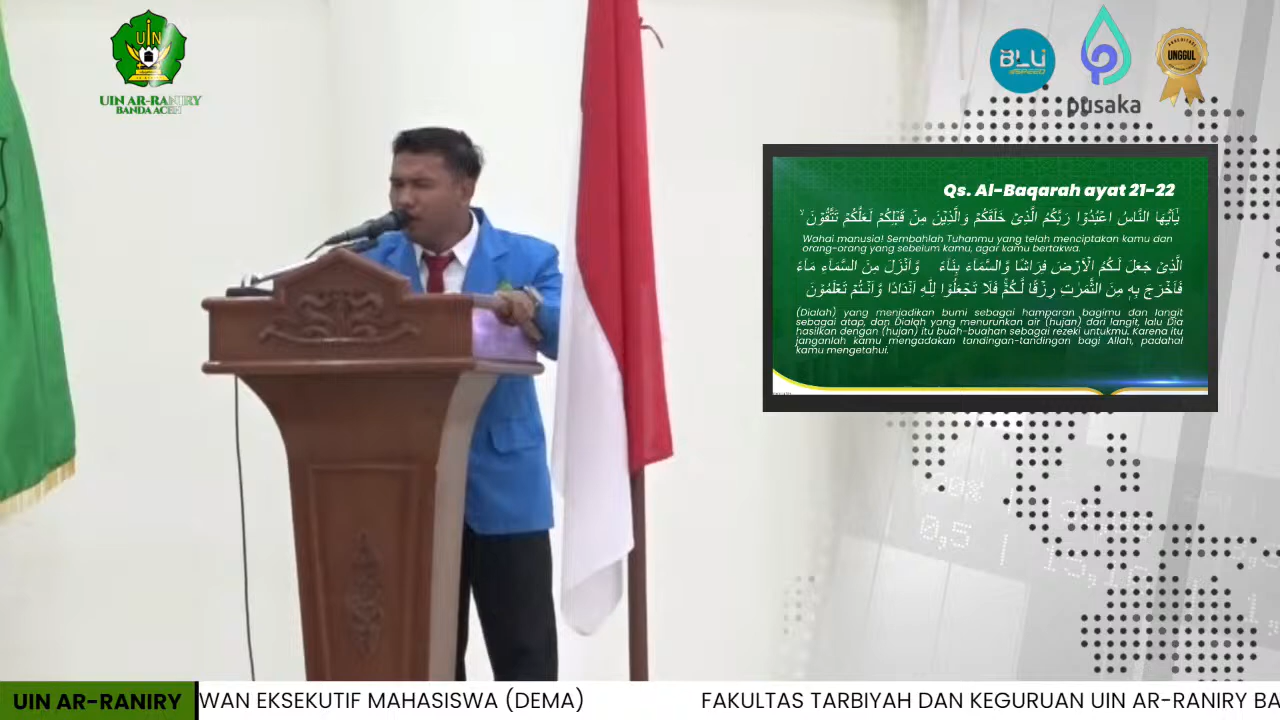 UIN
UIN AR-RANIRY
BANDA ACEH
BLU
SPEED
pusaka
UNGGUL
Qs. Al-Baqarah ayat 21-22
يٰٓاَيُّهَا النَّاسُ اعْبُدُوْا رَبَّكُمُ الَّذِيْ خَلَقَكُمْ وَالَّذِيْنَ مِنْ قَبْلِكُمْ لَعَلَّكُمْ تَتَّقُوْنَۙ
Wahai manusia! Sembahlah Tuhanmu yang telah menciptakan kamu dan
orang-orang yang sebelum kamu, agar kamu bertakwa.
الَّذِيْ جَعَلَ لَكُمُ الْاَرْضَ فِرَاشًا وَّالسَّمَاۤءَ بِنَاۤءً وَّاَنْزَلَ مِنَ السَّمَاۤءِ مَاۤءً
فَاَخْرَجَ بِهٖ مِنَ الثَّمَرٰتِ رِزْقًا لَّكُمْۚ فَلَا تَجْعَلُوْا لِلّٰهِ اَنْدَادًا وَّاَنْتُمْ تَعْلَمُوْنَ
(Dialah) yang menjadikan bumi sebagai hamparan bagimu dan langit
sebagai atap, dan Dialah yang menurunkan air (hujan) dari langit, lalu Dia
hasilkan dengan (hujan) itu buah-buahan sebagai rezeki untukmu. Karena itu
janganlah kamu mengadakan tandingan-tandingan bagi Allah, padahal
kamu mengetahui.
UIN AR-RANIRY
WAN EKSEKUTIF MAHASISWA (DEMA) FAKULTAS TARBIYAH DAN KEGURUAN UIN AR-RANIRY BA